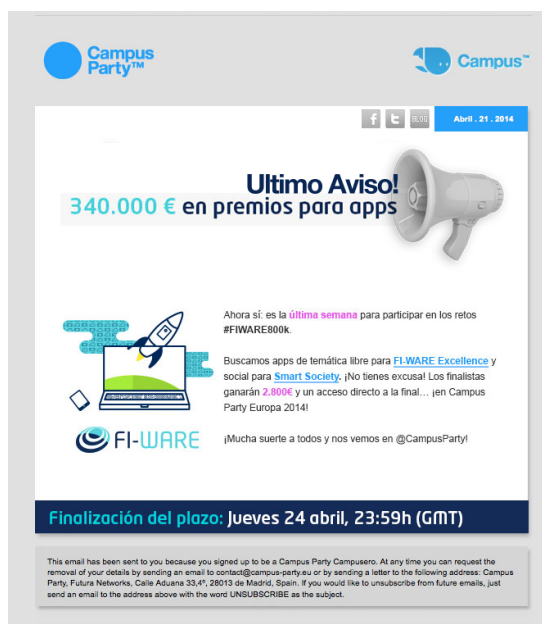 Campus
Party™
Campus™
BLOG
Abril . 21 . 2014
Ultimo Aviso!
340.000 € en premios para apps
Ahora sí: es la última semana para participar en los retos
#FIWARE800k.
Buscamos apps de temática libre para FI-WARE Excellence y
social para Smart Society. ¡No tienes excusa! Los finalistas
ganarán 2.800€ y un acceso directo a la final… ¡en Campus
Party Europa 2014!
FI-WARE
¡Mucha suerte a todos y nos vemos en @CampusParty!
Finalización del plazo: Jueves 24 abril, 23:59h (GMT)
This email has been sent to you because you signed up to be a Campus Party Campusero. At any time you can request the
removal of your details by sending an email to contact@campus-party.eu or by sending a letter to the following address: Campus
Party, Futura Networks, Calle Aduana 33,4º, 28013 de Madrid, Spain. If you would like to unsubscribe from future emails, just
send an email to the address above with the word UNSUBSCRIBE as the subject.